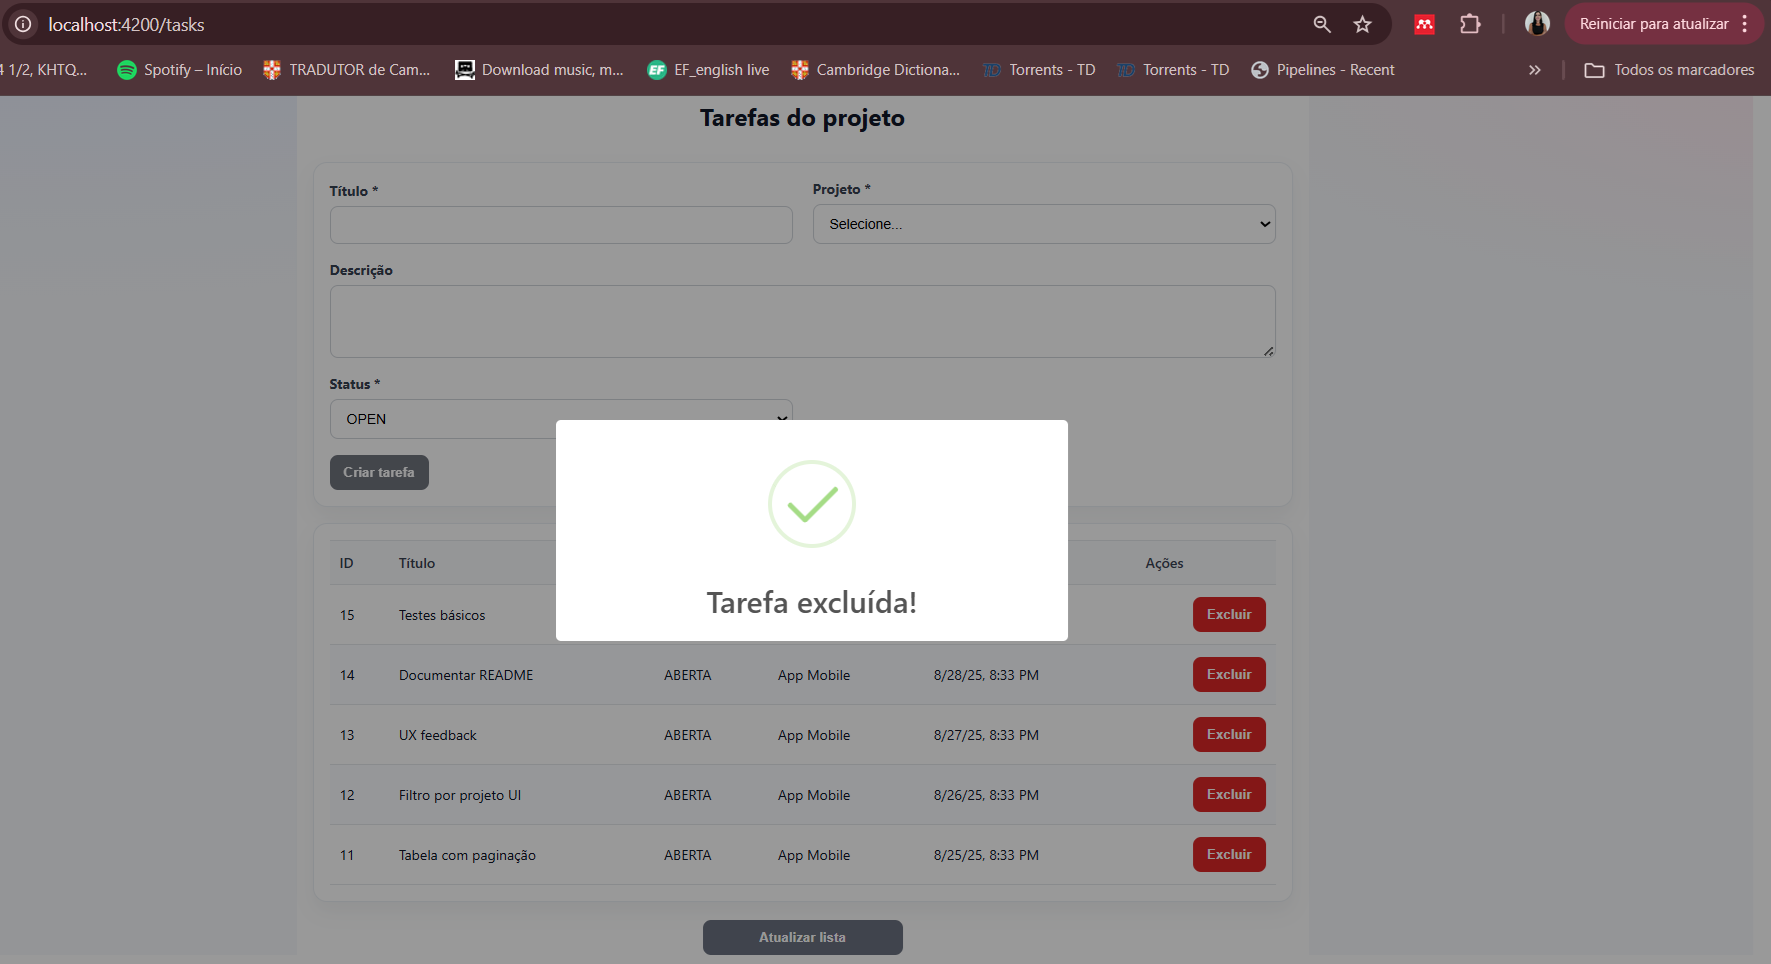 localhost:4200/tasks
Reiniciar para atualizar
4 1/2, KHTQ...
Spotify – Início
TRADUTOR de Cam...
Download music, m...
EF
EF_english live
Cambridge Dictiona...
TD
Torrents - TD
TD
Torrents - TD
Pipelines - Recent
»
Todos os marcadores
Tarefas do projeto
Título *
Projeto *
Selecione...
Descrição
Status *
OPEN
Criar tarefa
Tarefa excluída!
ID Título Ações
15 Testes básicos Excluir
14 Documentar README ABERTA App Mobile 8/28/25, 8:33 PM Excluir
13 UX feedback ABERTA App Mobile 8/27/25, 8:33 PM Excluir
12 Filtro por projeto UI ABERTA App Mobile 8/26/25, 8:33 PM Excluir
11 Tabela com paginação ABERTA App Mobile 8/25/25, 8:33 PM Excluir
Atualizar lista